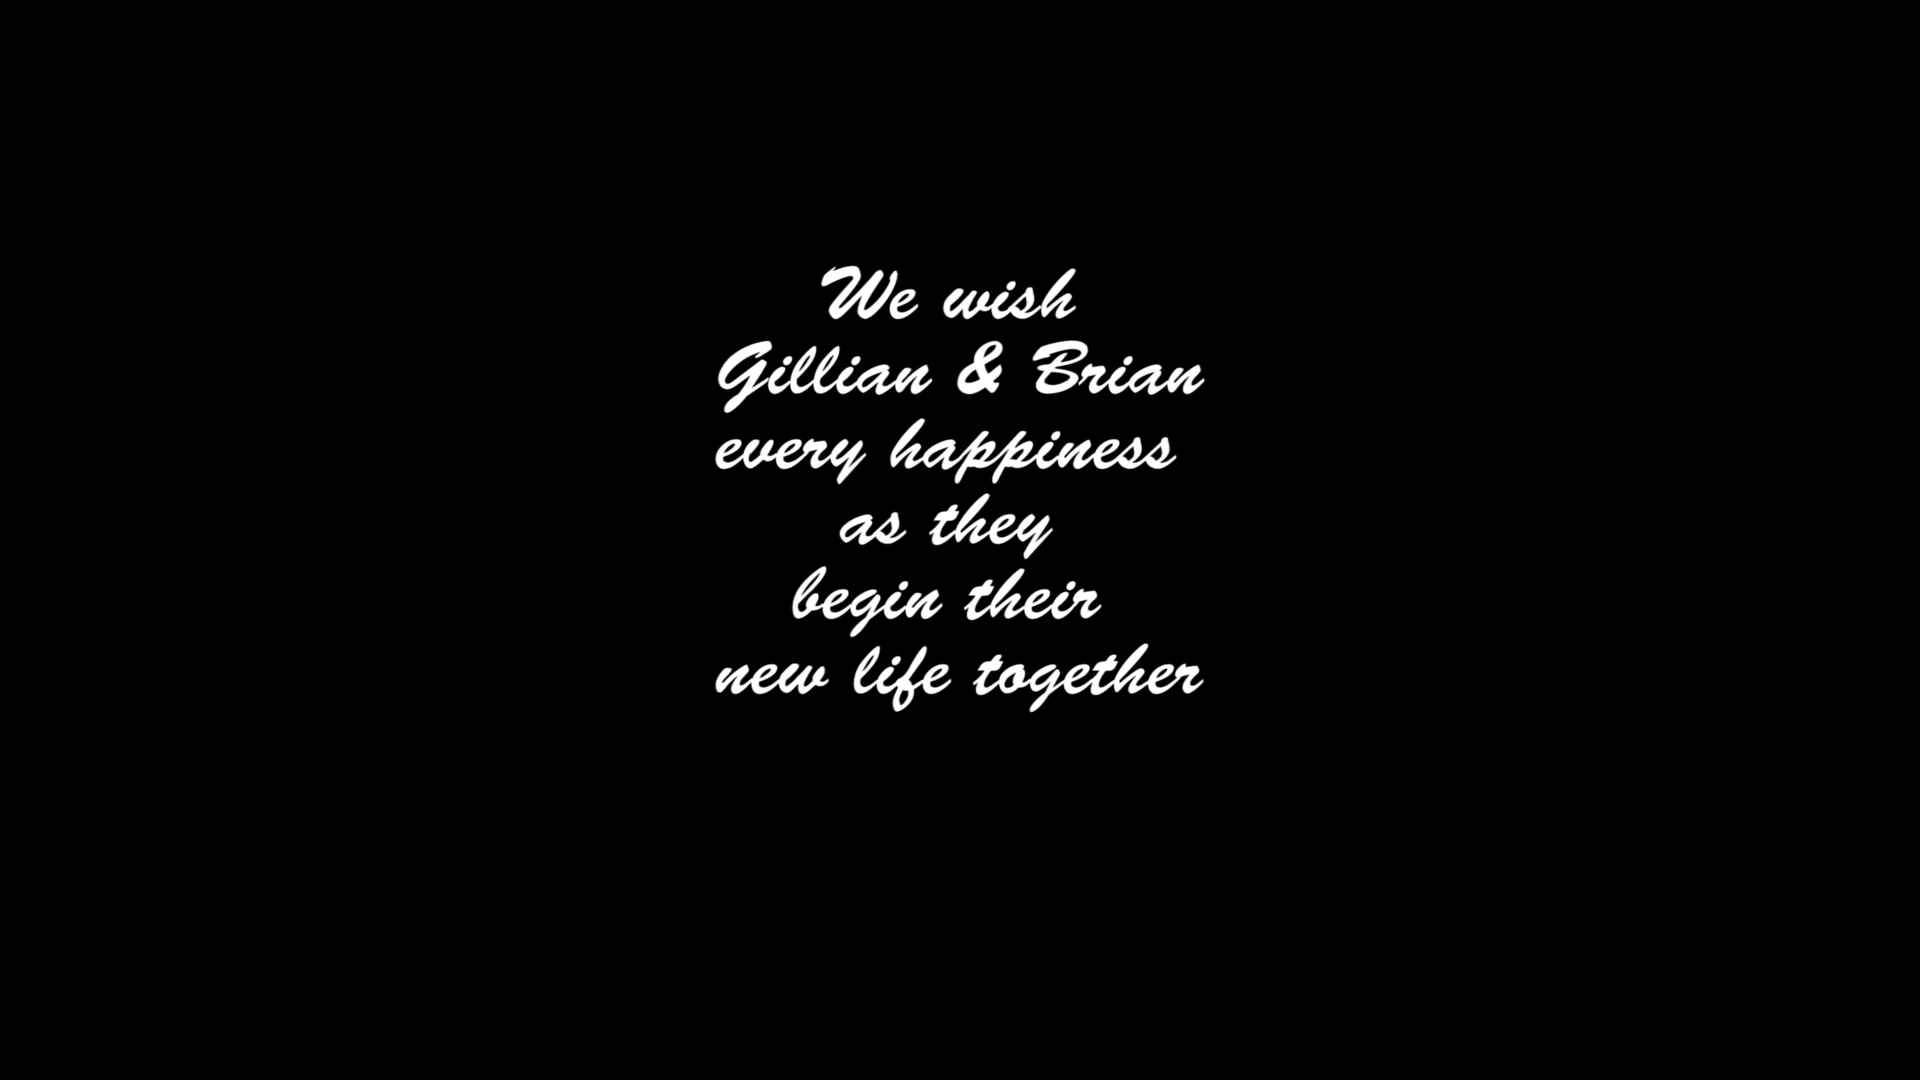 We wish
Gillian & Brian
every happiness
as they
begin their
new life together